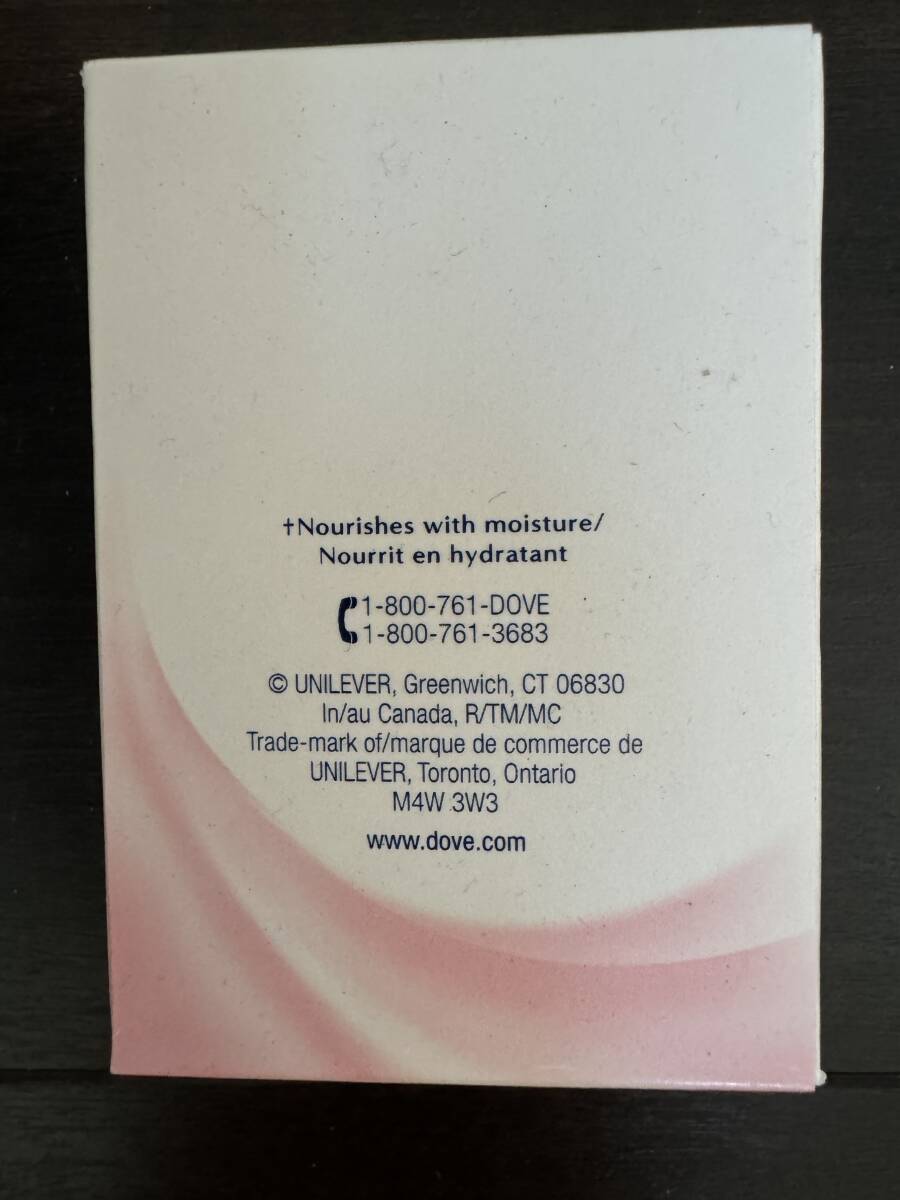 †Nourishes with moisture/
Nourrit en hydratant
1-800-761-DOVE
1-800-761-3683
© UNILEVER, Greenwich, CT 06830
In/au Canada, R/TM/MC
Trade-mark of/marque de commerce de
UNILEVER, Toronto, Ontario
M4W 3W3
www.dove.com